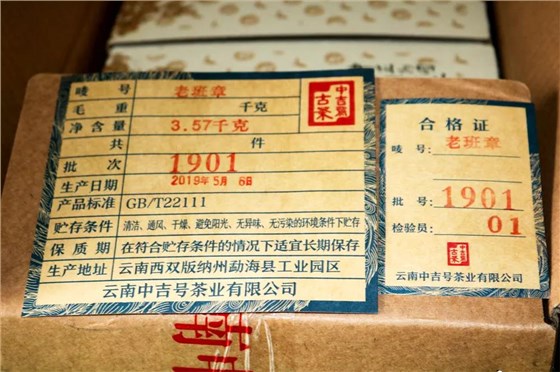 唛 号 老班章
毛 重 千克
净 含 量 3.57千克
共 件
批 次 1901
生产日期 2019年5月6日
产品标准 GB/T22111
贮存条件 清洁、通风、干燥、避免阳光、无异味、无污染的环境条件下贮存
保 质 期 在符合贮存条件的情况下适宜长期保存
生产地址 云南西双版纳州勐海县工业园区
云南中吉号茶业有限公司
中吉號
古茶
合格证
唛号: 老班章
批号: 1901
检验员: 01
云南中吉号茶业有限公司